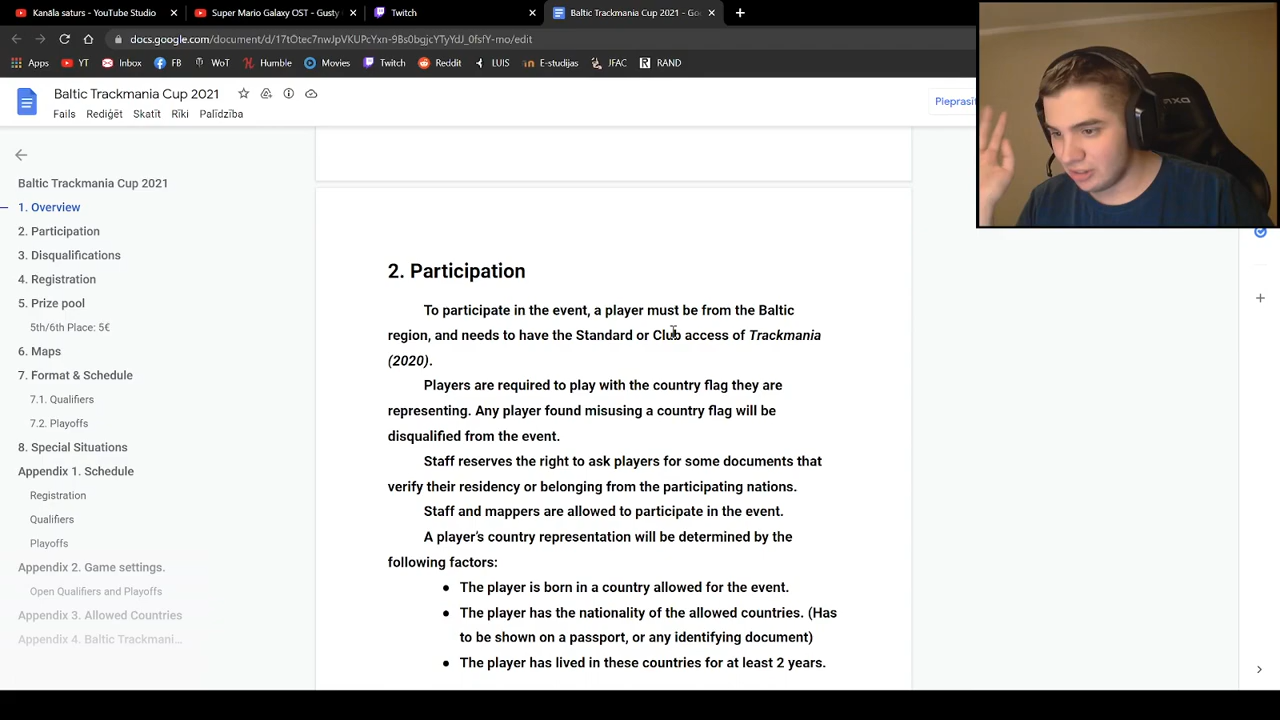 Kanāla saturs - YouTube Studio
Super Mario Galaxy OST - Gusty
Twitch
Baltic Trackmania Cup 2021 - Go
docs.google.com/document/d/17tOtec7nwJpVKUPcYxn-9Bs0bgjcYTyYdJ_0fsfY-mo/edit
Apps
YT
Inbox
FB
WoT
Humble
Movies
Twitch
Reddit
LUIS
E-studijas
JFAC
RAND
Baltic Trackmania Cup 2021
Fails Rediģēt Skatīt Rīki Palīdzība
Pieprasīt
Baltic Trackmania Cup 2021
1. Overview
2. Participation
3. Disqualifications
4. Registration
5. Prize pool
5th/6th Place: 5€
6. Maps
7. Format & Schedule
7.1. Qualifiers
7.2. Playoffs
8. Special Situations
Appendix 1. Schedule
Registration
Qualifiers
Playoffs
Appendix 2. Game settings.
Open Qualifiers and Playoffs
Appendix 3. Allowed Countries
Appendix 4. Baltic Trackmani...
2. Participation
To participate in the event, a player must be from the Baltic
region, and needs to have the Standard or Club access of Trackmania
(2020).
Players are required to play with the country flag they are
representing. Any player found misusing a country flag will be
disqualified from the event.
Staff reserves the right to ask players for some documents that
verify their residency or belonging from the participating nations.
Staff and mappers are allowed to participate in the event.
A player's country representation will be determined by the
following factors:
● The player is born in a country allowed for the event.
● The player has the nationality of the allowed countries. (Has
to be shown on a passport, or any identifying document)
● The player has lived in these countries for at least 2 years.